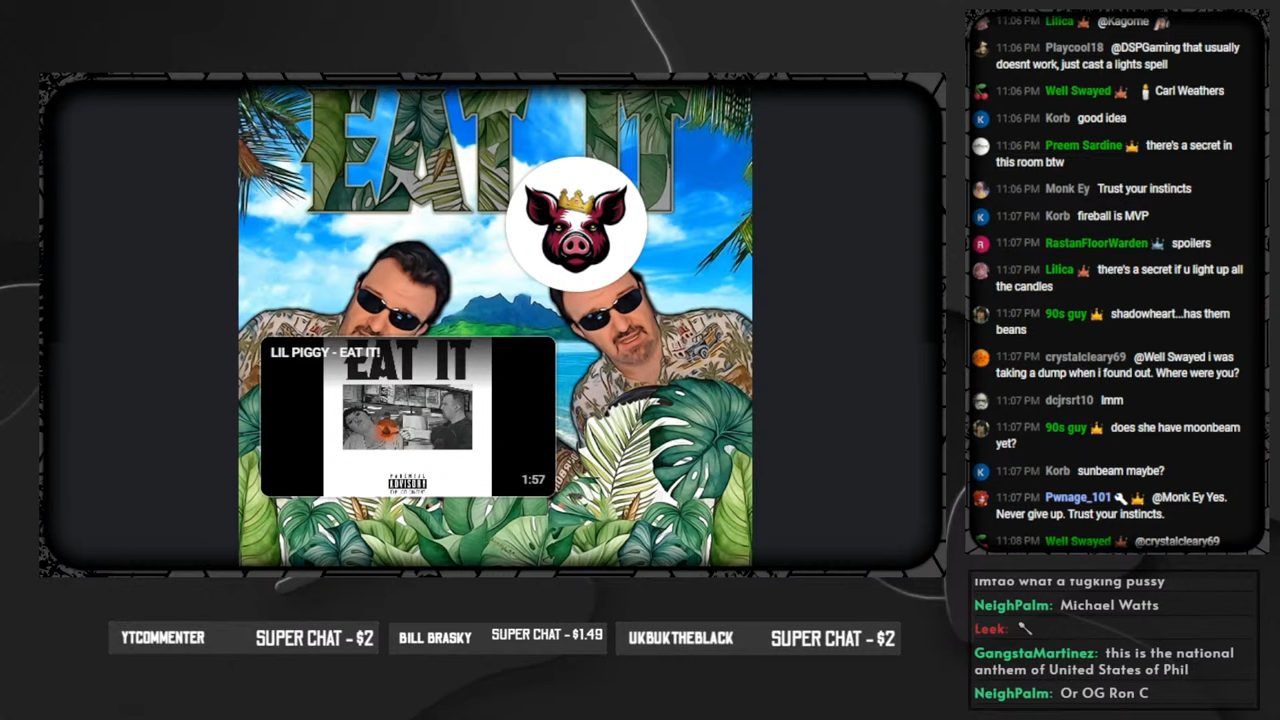 EAT IT
LIL PIGGY - EAT IT!
EAT IT
PARENTAL
ADVISORY
EXPLICIT CONTENT
1:57
YTCOMMENTER SUPER CHAT - $2
BILL BRASKY SUPER CHAT - $1.49
UKBUKTHEBLACK SUPER CHAT - $2
11:06 PM Lilica @Kagome
11:06 PM Playcool18 @DSPGaming that usually
doesnt work, just cast a lights spell
11:06 PM Well Swayed Carl Weathers
11:06 PM Korb good idea
11:06 PM Preem Sardine there's a secret in
this room btw
11:06 PM Monk Ey Trust your instincts
11:07 PM Korb fireball is MVP
11:07 PM RastanFloorWarden spoilers
11:07 PM Lilica there's a secret if u light up all
the candles
11:07 PM 90s guy shadowheart...has them
beans
11:07 PM crystalcleary69 @Well Swayed i was
taking a dump when i found out. Where were you?
11:07 PM dcjrsrt10 lmm
11:07 PM 90s guy does she have moonbeam
yet?
11:07 PM Korb sunbeam maybe?
11:07 PM Pwnage_101 @Monk Ey Yes.
Never give up. Trust your instincts.
11:08 PM Well Swayed @crystalcleary69
lmfao what a fugking pussy
NeighPalm: Michael Watts
Leek:
GangstaMartinez: this is the national
anthem of United States of Phil
NeighPalm: Or OG Ron C